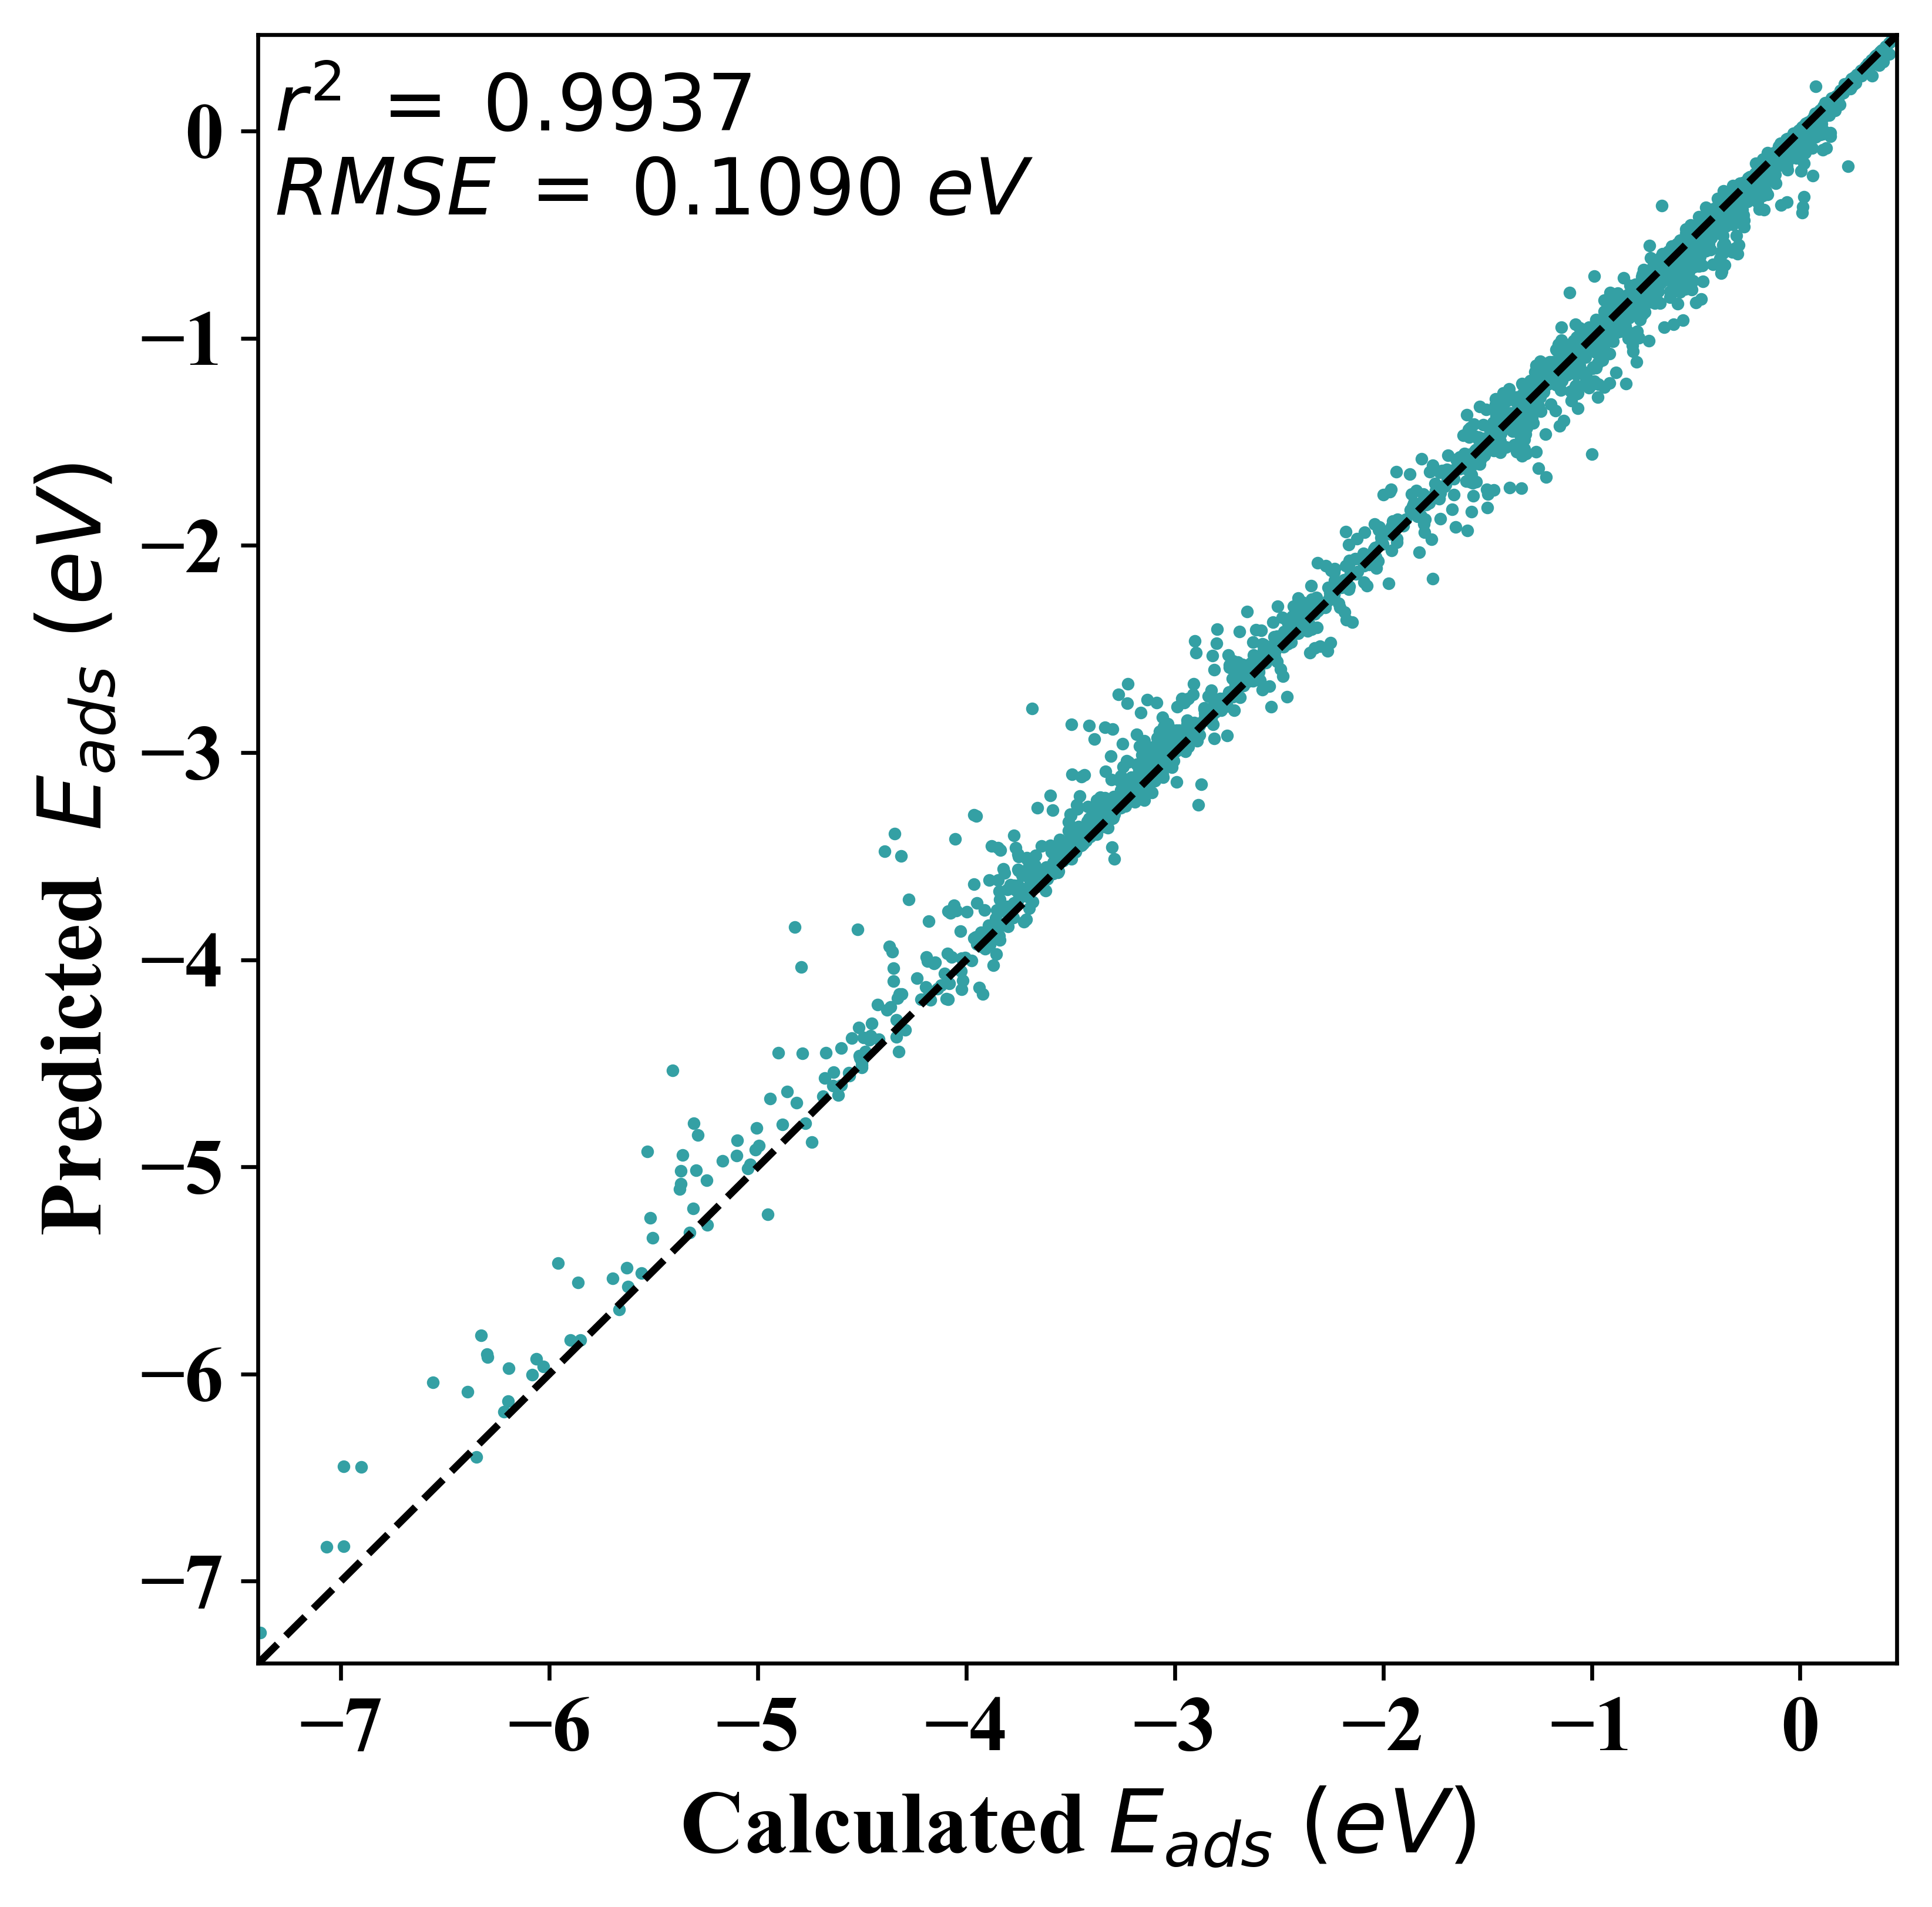 r² = 0.9937
RMSE = 0.1090 eV
0
−1
−2
−3
−4
−5
−6
−7
Predicted E_ads (eV)
−7 −6 −5 −4 −3 −2 −1 0
Calculated E_ads (eV)